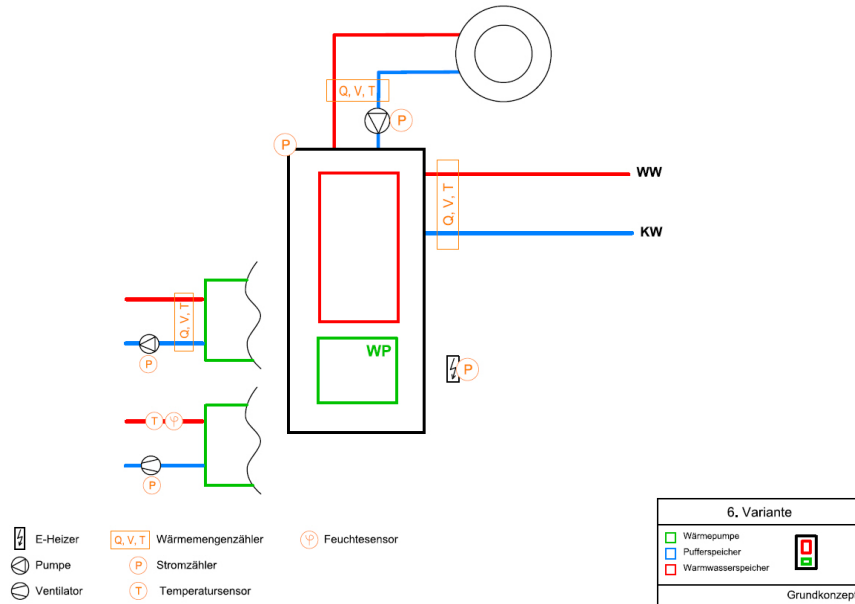 Q, V, T
P
P
WW
Q, V, T
KW
Q, V, T
P
WP
P
T φ
P
E-Heizer
Q, V, T Wärmemengenzähler
φ Feuchtesensor
Pumpe
P Stromzähler
Ventilator
T Temperatursensor
6. Variante
Wärmepumpe
Pufferspeicher
Warmwasserspeicher
Grundkonzept